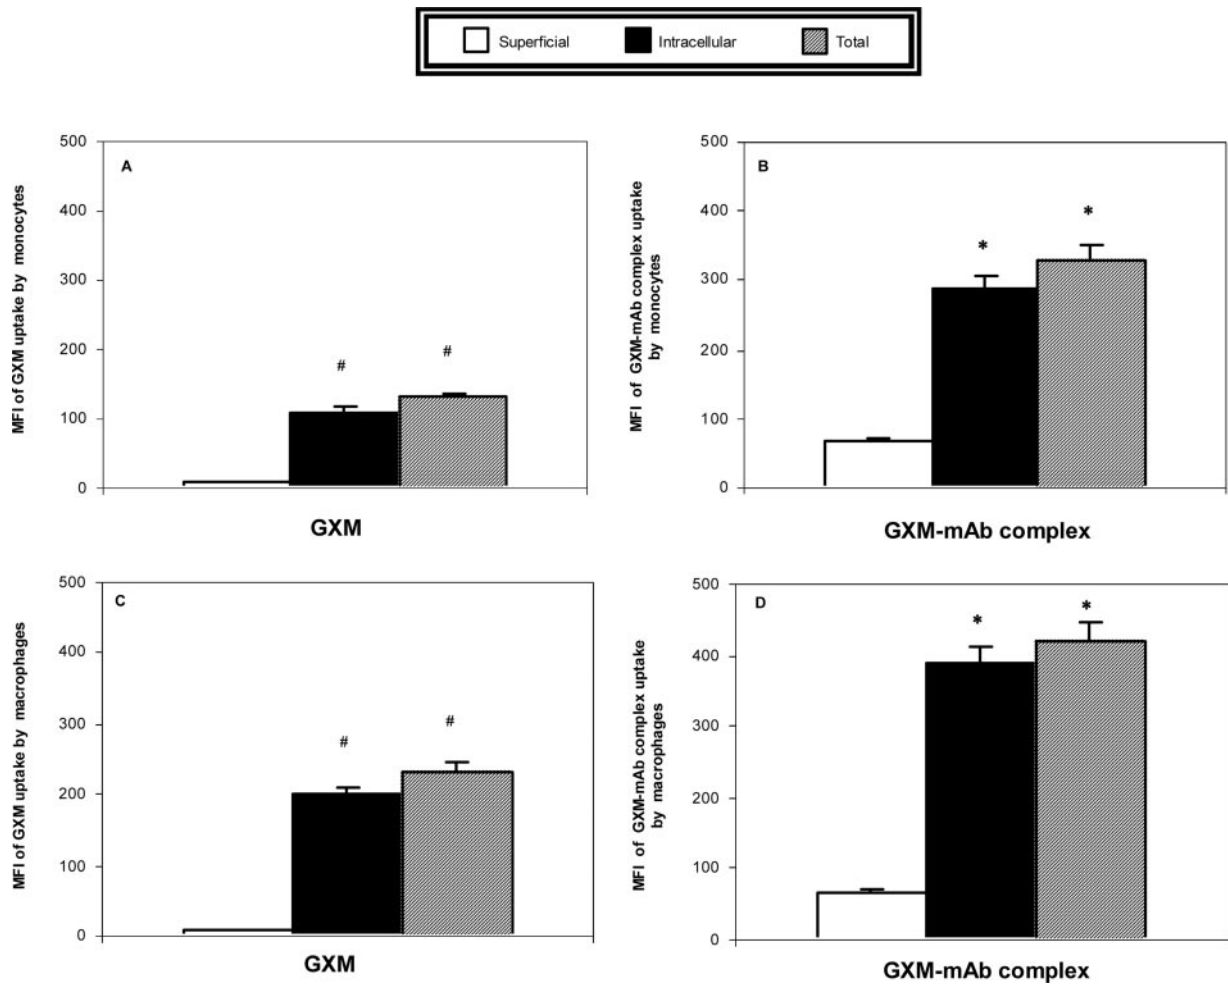 Superficial Intracellular Total
A
500
400
300
200
100
0
MFI of GXM uptake by monocytes
# #
GXM
B
500
400
300
200
100
0
MFI of GXM-mAb complex uptake
by monocytes
* *
GXM-mAb complex
C
500
400
300
200
100
0
MFI of GXM uptake by macrophages
# #
GXM
D
500
400
300
200
100
0
MFI of GXM-mAb complex uptake
by macrophages
* *
GXM-mAb complex